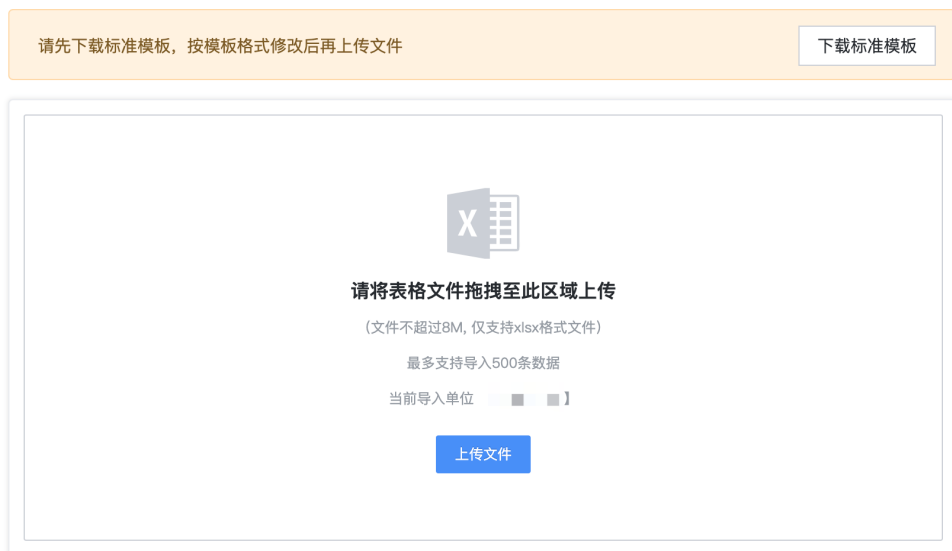 请先下载标准模板，按模板格式修改后再上传文件
下载标准模板
X
请将表格文件拖拽至此区域上传
（文件不超过8M, 仅支持xlsx格式文件）
最多支持导入500条数据
当前导入单位 】
上传文件